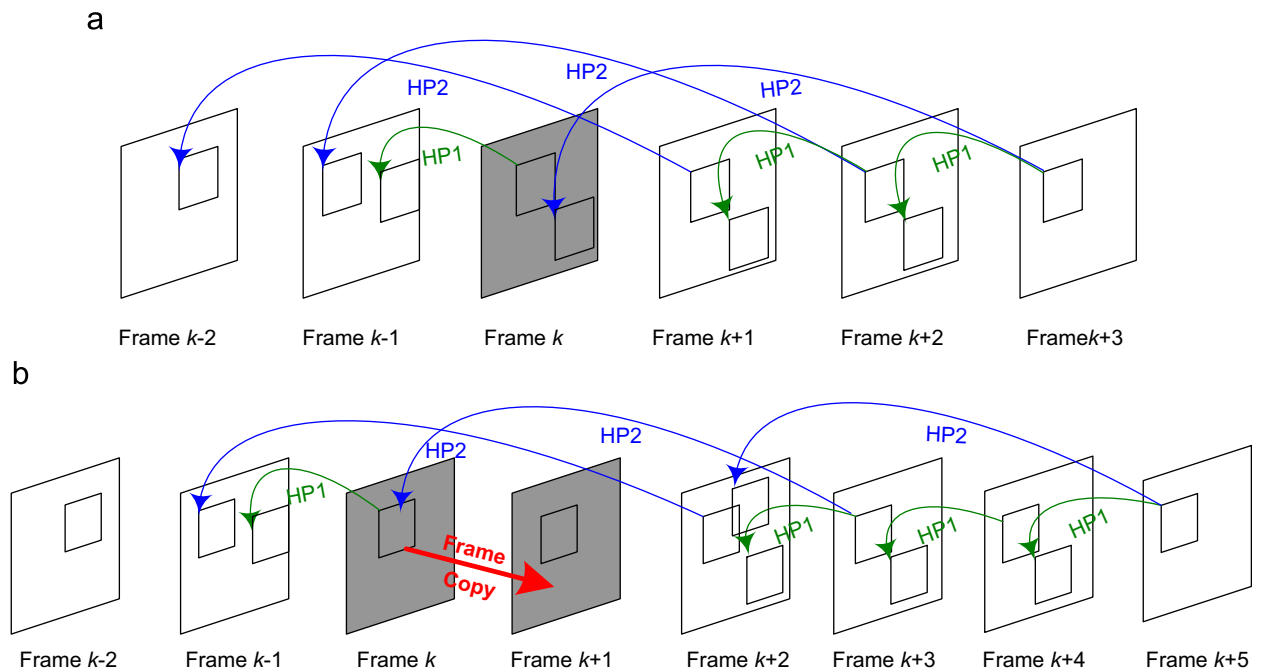 a
HP2
HP2
HP2
HP1
HP1
HP1
Frame k-2
Frame k-1
Frame k
Frame k+1
Frame k+2
Framek+3
b
HP2
HP2
HP2
HP1
HP1
HP1
HP1
Frame
Copy
Frame k-2
Frame k-1
Frame k
Frame k+1
Frame k+2
Frame k+3
Frame k+4
Frame k+5